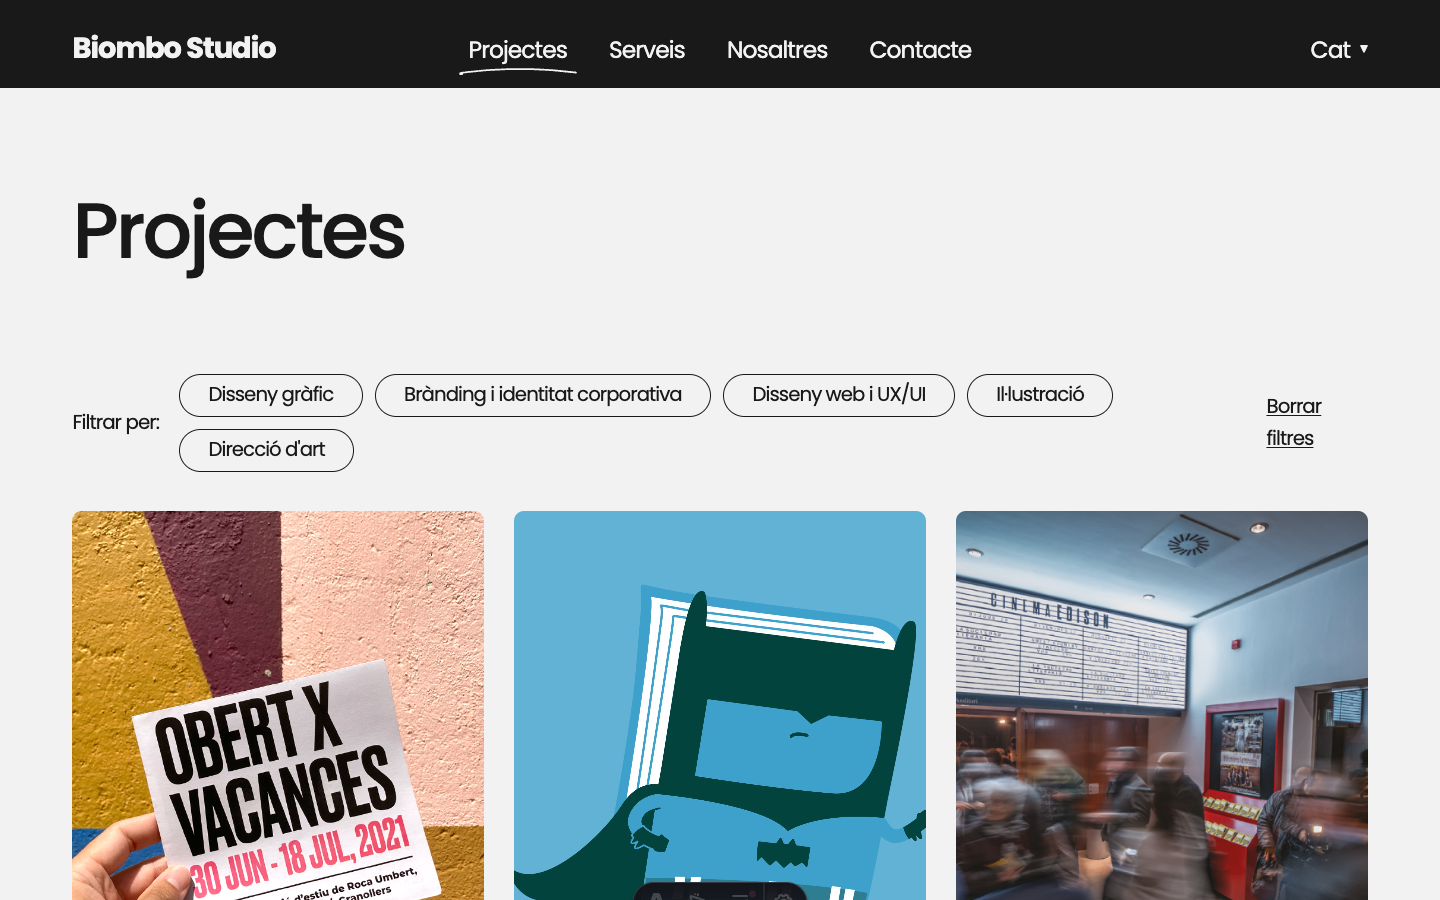 Biombo Studio
Projectes
Serveis
Nosaltres
Contacte
Cat ▼
Projectes
Filtrar per:
Disseny gràfic
Brànding i identitat corporativa
Disseny web i UX/UI
Il·lustració
Direcció d'art
Borrar
filtres
OBERT X
VACANCES
30 JUN - 18 JUL, 2021
d'estiu de Roca Umbert,
Granollers
CINEMA EDISON